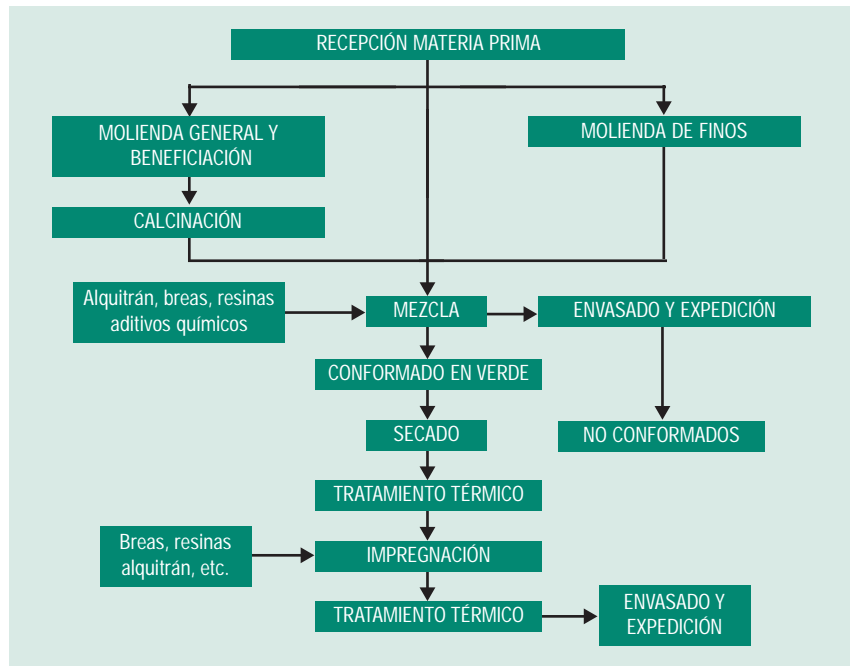 RECEPCIÓN MATERIA PRIMA
MOLIENDA GENERAL Y
BENEFICIACIÓN
MOLIENDA DE FINOS
CALCINACIÓN
Alquitrán, breas, resinas
aditivos químicos
MEZCLA
ENVASADO Y EXPEDICIÓN
CONFORMADO EN VERDE
SECADO
NO CONFORMADOS
TRATAMIENTO TÉRMICO
Breas, resinas
alquitrán, etc.
IMPREGNACIÓN
TRATAMIENTO TÉRMICO
ENVASADO Y
EXPEDICIÓN